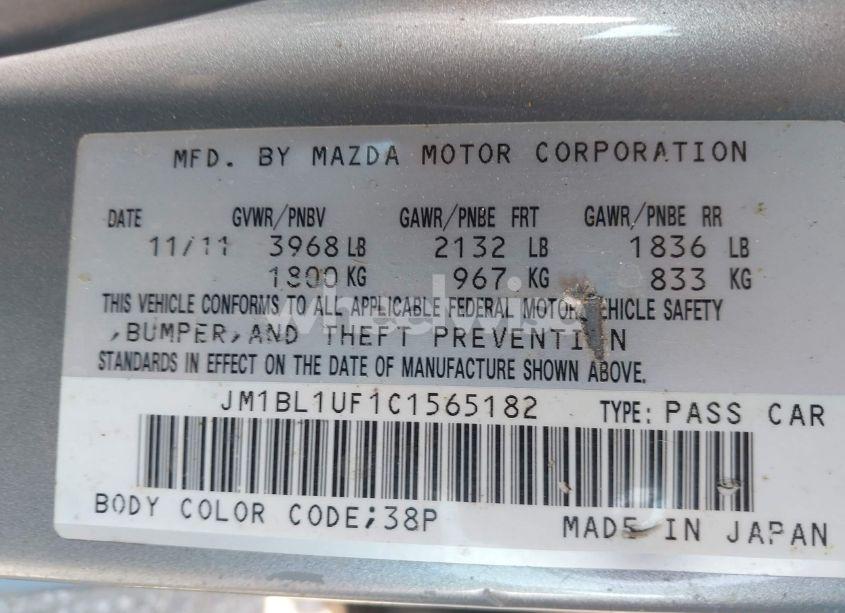 MFD. BY MAZDA MOTOR CORPORATION
DATE GVWR/PNBV GAWR/PNBE FRT GAWR/PNBE RR
11/11 3968 LB 2132 LB 1836 LB
1800 KG 967 KG 833 KG
THIS VEHICLE CONFORMS TO ALL APPLICABLE FEDERAL MOTOR VEHICLE SAFETY
,BUMPER,AND THEFT PREVENTION
STANDARDS IN EFFECT ON THE DATE OF MANUFACTURE SHOWN ABOVE.
JM1BL1UF1C1565182 TYPE: PASS CAR
BODY COLOR CODE;38P MADE IN JAPAN